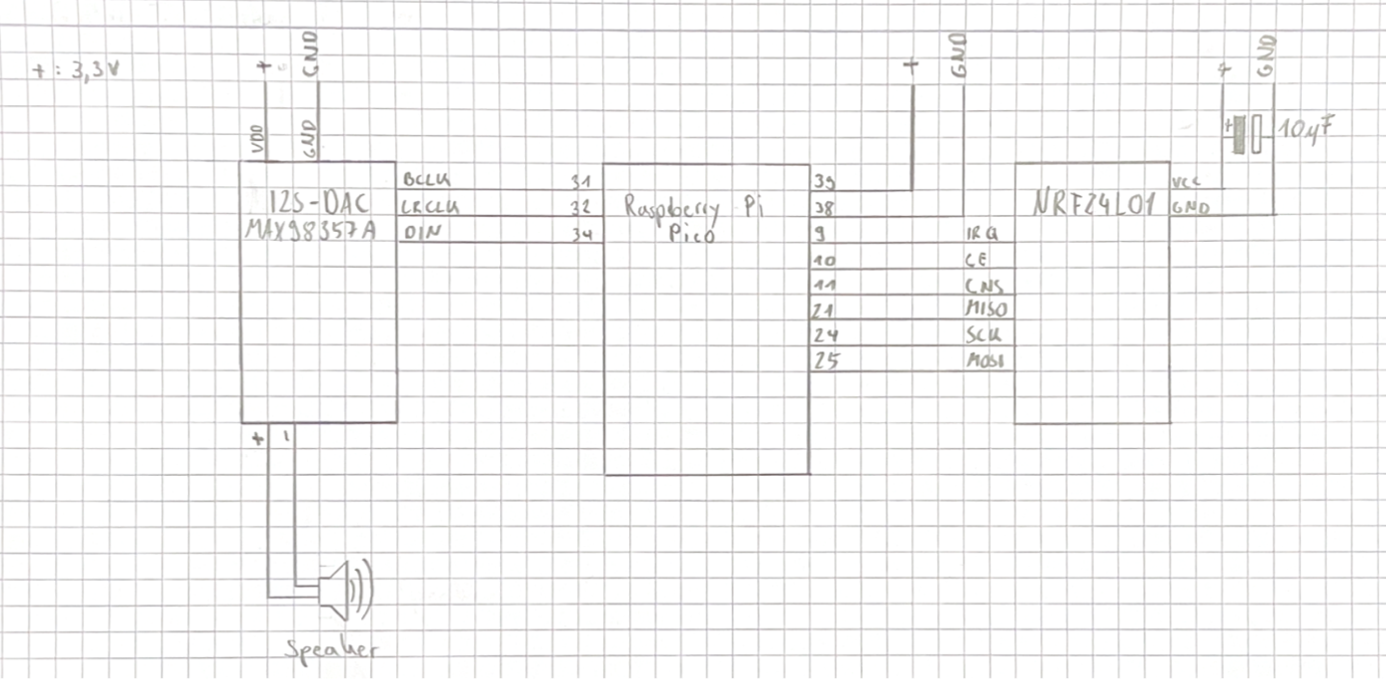 + : 3,3V
+ GND
VDD GND
I2S-DAC
MAX98357A
BCLK
LRCLK
DIN
31
32
34
Raspberry Pi
Pico
39
38
9
10
11
21
24
25
+ GND
IRQ
CE
CNS
MISO
SCK
MOSI
NRF24L01
VCC
GND
+ GND
+
10µF
+ -
Speaker